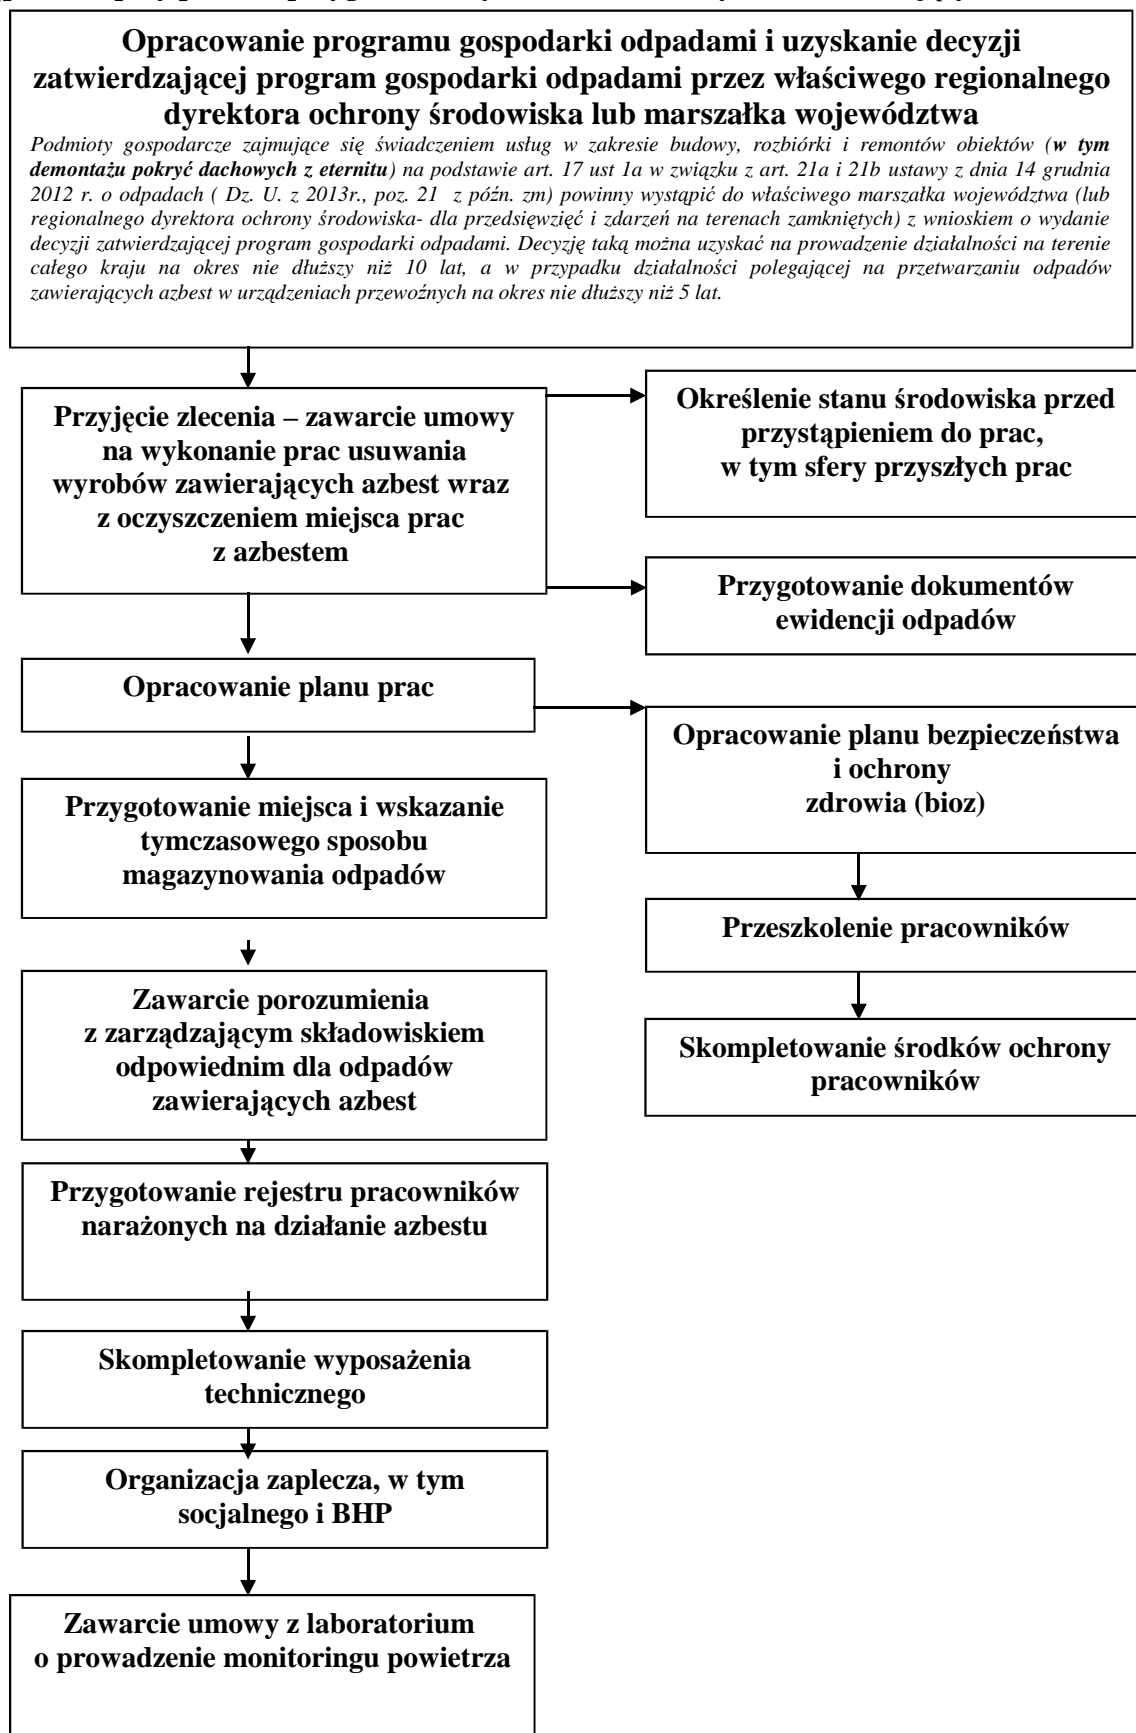 Opracowanie programu gospodarki odpadami i uzyskanie decyzji
zatwierdzającej program gospodarki odpadami przez właściwego regionalnego
dyrektora ochrony środowiska lub marszałka województwa
Podmioty gospodarcze zajmujące się świadczeniem usług w zakresie budowy, rozbiórki i remontów obiektów (w tym
demontażu pokryć dachowych z eternitu) na podstawie art. 17 ust 1a w związku z art. 21a i 21b ustawy z dnia 14 grudnia
2012 r. o odpadach ( Dz. U. z 2013r., poz. 21 z późn. zm) powinny wystąpić do właściwego marszałka województwa (lub
regionalnego dyrektora ochrony środowiska- dla przedsięwzięć i zdarzeń na terenach zamkniętych) z wnioskiem o wydanie
decyzji zatwierdzającej program gospodarki odpadami. Decyzję taką można uzyskać na prowadzenie działalności na terenie
całego kraju na okres nie dłuższy niż 10 lat, a w przypadku działalności polegającej na przetwarzaniu odpadów
zawierających azbest w urządzeniach przewoźnych na okres nie dłuższy niż 5 lat.
Przyjęcie zlecenia – zawarcie umowy
na wykonanie prac usuwania
wyrobów zawierających azbest wraz
z oczyszczeniem miejsca prac
z azbestem
Określenie stanu środowiska przed
przystąpieniem do prac,
w tym sfery przyszłych prac
Przygotowanie dokumentów
ewidencji odpadów
Opracowanie planu prac
Opracowanie planu bezpieczeństwa
i ochrony
zdrowia (bioz)
Przygotowanie miejsca i wskazanie
tymczasowego sposobu
magazynowania odpadów
Przeszkolenie pracowników
Zawarcie porozumienia
z zarządzającym składowiskiem
odpowiednim dla odpadów
zawierających azbest
Skompletowanie środków ochrony
pracowników
Przygotowanie rejestru pracowników
narażonych na działanie azbestu
Skompletowanie wyposażenia
technicznego
Organizacja zaplecza, w tym
socjalnego i BHP
Zawarcie umowy z laboratorium
o prowadzenie monitoringu powietrza